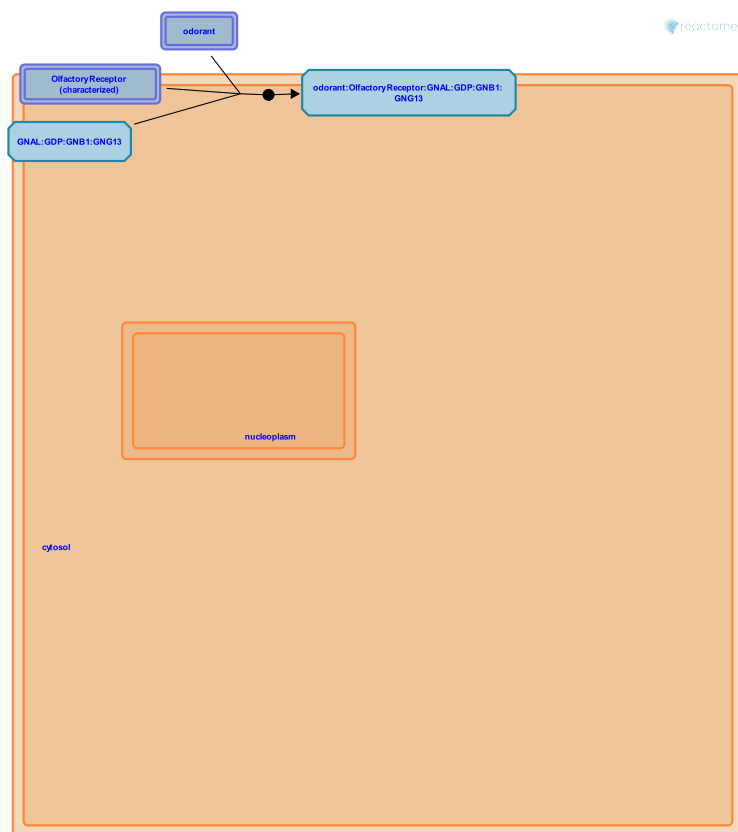 odorant
reactome
OlfactoryReceptor
(characterized)
odorant:OlfactoryReceptor:GNAL:GDP:GNB1:
GNG13
GNAL:GDP:GNB1:GNG13
nucleoplasm
cytosol